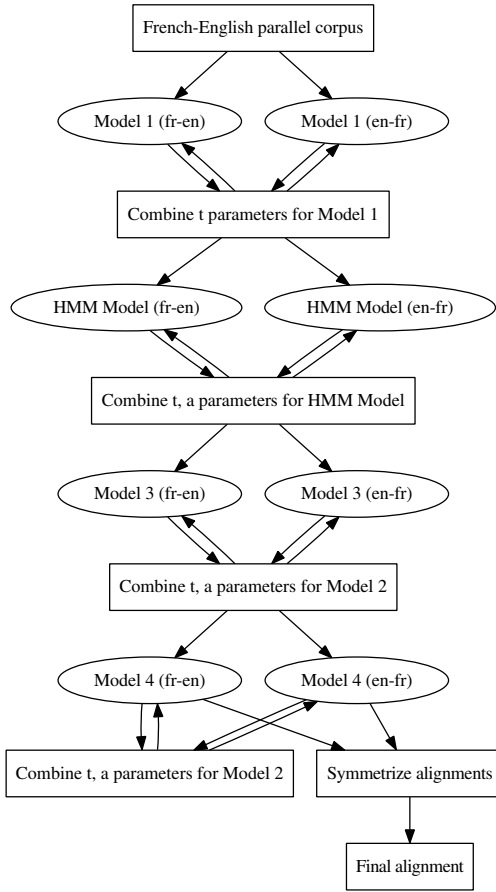 French-English parallel corpus
Model 1 (fr-en)
Model 1 (en-fr)
Combine t parameters for Model 1
HMM Model (fr-en)
HMM Model (en-fr)
Combine t, a parameters for HMM Model
Model 3 (fr-en)
Model 3 (en-fr)
Combine t, a parameters for Model 2
Model 4 (fr-en)
Model 4 (en-fr)
Combine t, a parameters for Model 2
Symmetrize alignments
Final alignment